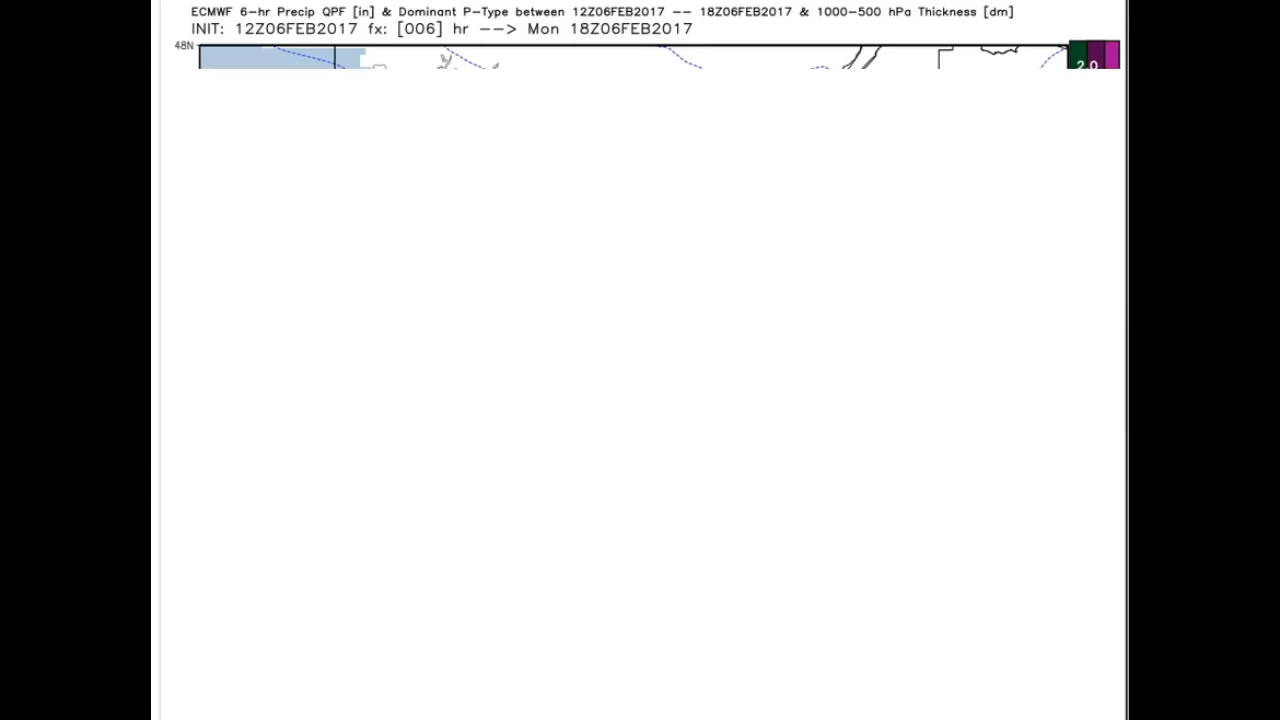 ECMWF 6-hr Precip QPF [in] & Dominant P-Type between 12Z06FEB2017 -- 18Z06FEB2017 & 1000-500 hPa Thickness [dm]
INIT: 12Z06FEB2017 fx: [006] hr --> Mon 18Z06FEB2017
48N
2.0